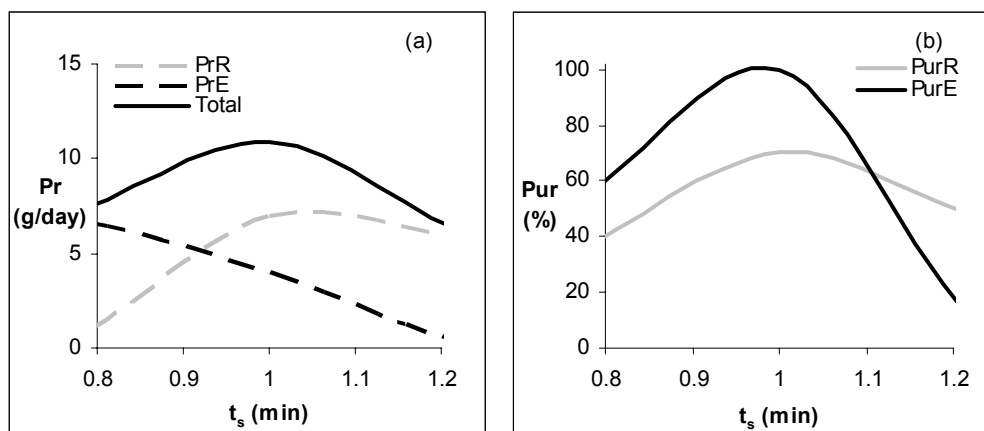 (a)
PrR
PrE
Total
15
10
5
0
Pr
(g/day)
0.8 0.9 1 1.1 1.2
ts (min)
(b)
PurR
PurE
100
80
60
40
20
0
Pur
(%)
0.8 0.9 1 1.1 1.2
ts (min)